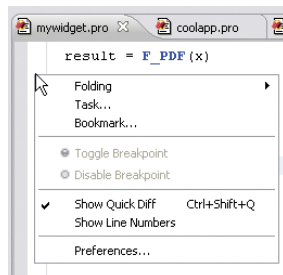 mywidget.pro coolapp.pro
result = F_PDF(x)
Folding
Task...
Bookmark...
Toggle Breakpoint
Disable Breakpoint
Show Quick Diff Ctrl+Shift+Q
Show Line Numbers
Preferences...